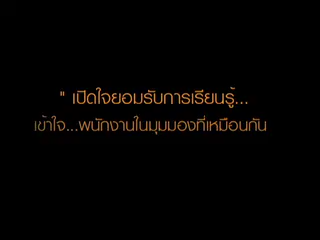 " เปิดใจยอมรับการเรียนรู้...
เข้าใจ...พนักงานในมุมมองที่เหมือนกัน